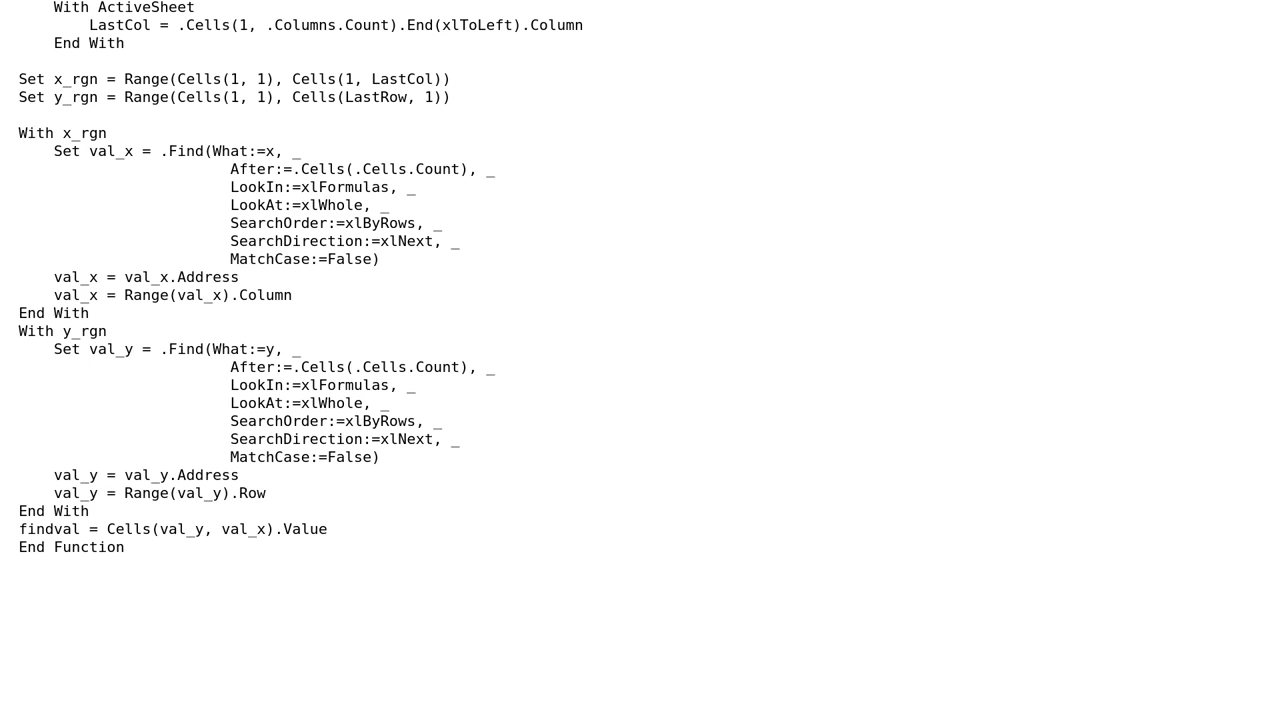 With ActiveSheet
        LastCol = .Cells(1, .Columns.Count).End(xlToLeft).Column
    End With

Set x_rgn = Range(Cells(1, 1), Cells(1, LastCol))
Set y_rgn = Range(Cells(1, 1), Cells(LastRow, 1))

With x_rgn
    Set val_x = .Find(What:=x, _
                        After:=.Cells(.Cells.Count), _
                        LookIn:=xlFormulas, _
                        LookAt:=xlWhole, _
                        SearchOrder:=xlByRows, _
                        SearchDirection:=xlNext, _
                        MatchCase:=False)
    val_x = val_x.Address
    val_x = Range(val_x).Column
End With
With y_rgn
    Set val_y = .Find(What:=y, _
                        After:=.Cells(.Cells.Count), _
                        LookIn:=xlFormulas, _
                        LookAt:=xlWhole, _
                        SearchOrder:=xlByRows, _
                        SearchDirection:=xlNext, _
                        MatchCase:=False)
    val_y = val_y.Address
    val_y = Range(val_y).Row
End With
findval = Cells(val_y, val_x).Value
End Function